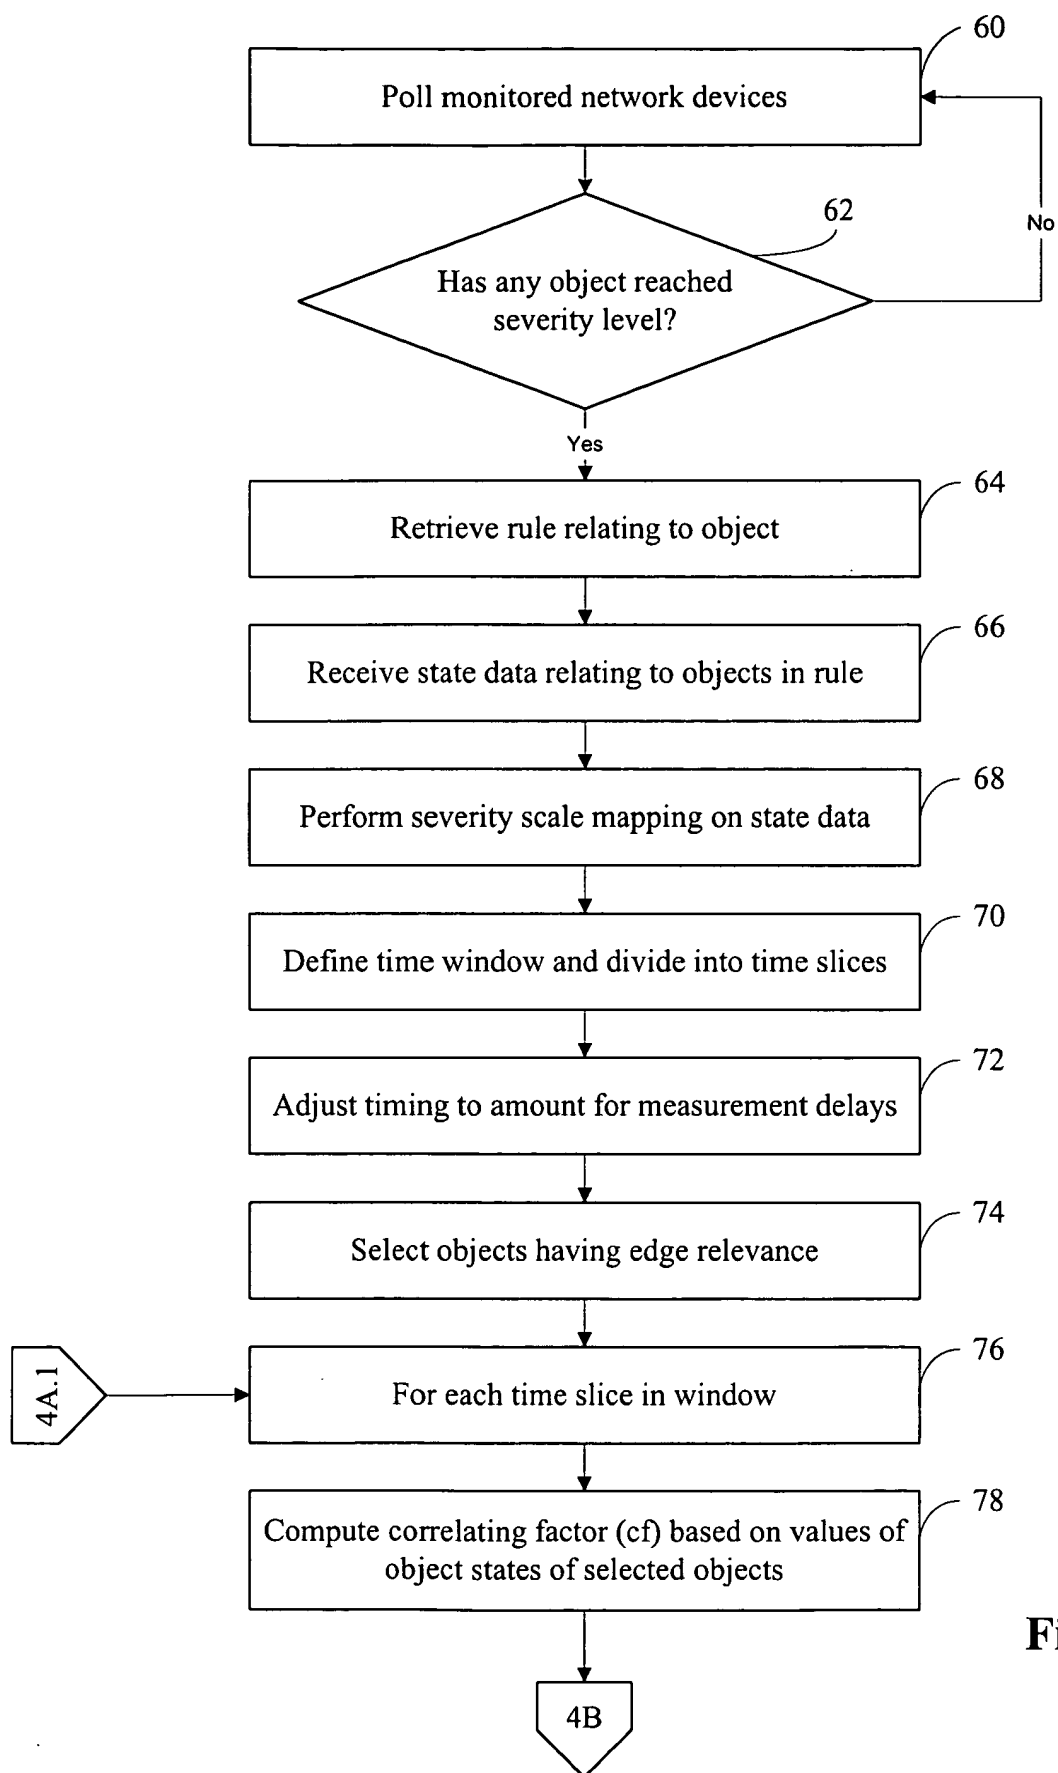 60
Poll monitored network devices
62
No
Has any object reached
severity level?
Yes
64
Retrieve rule relating to object
66
Receive state data relating to objects in rule
68
Perform severity scale mapping on state data
70
Define time window and divide into time slices
72
Adjust timing to amount for measurement delays
74
Select objects having edge relevance
76
4A.1
For each time slice in window
78
Compute correlating factor (cf) based on values of
object states of selected objects
Fi
4B